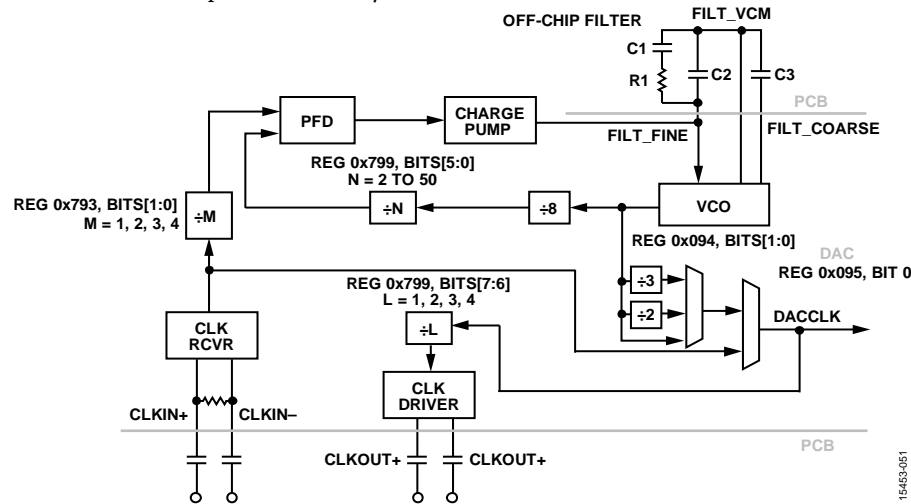 OFF-CHIP FILTER
FILT_VCM
C1
R1
C2
C3
PCB
PFD
CHARGE
PUMP
FILT_FINE
FILT_COARSE
REG 0x799, BITS[5:0]
N = 2 TO 50
REG 0x793, BITS[1:0]
M = 1, 2, 3, 4
÷M
÷N
÷8
VCO
REG 0x094, BITS[1:0]
DAC
REG 0x095, BIT 0
REG 0x799, BITS[7:6]
L = 1, 2, 3, 4
÷3
÷2
DACCLK
CLK
RCVR
÷L
CLK
DRIVER
CLKIN+
CLKIN–
PCB
CLKOUT+
CLKOUT+
15453-051